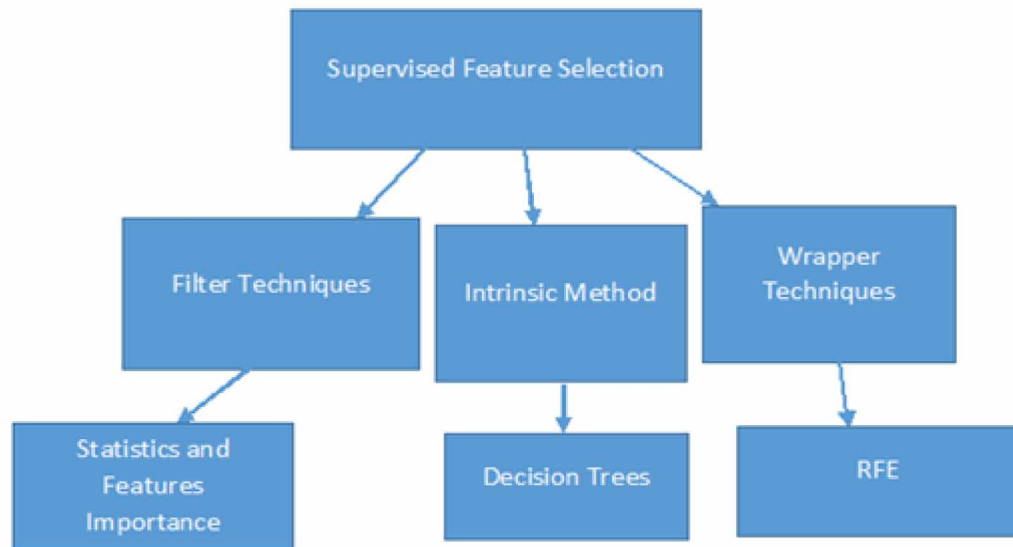 Supervised Feature Selection
Filter Techniques
Intrinsic Method
Wrapper
Techniques
Statistics and
Features
Importance
Decision Trees
RFE